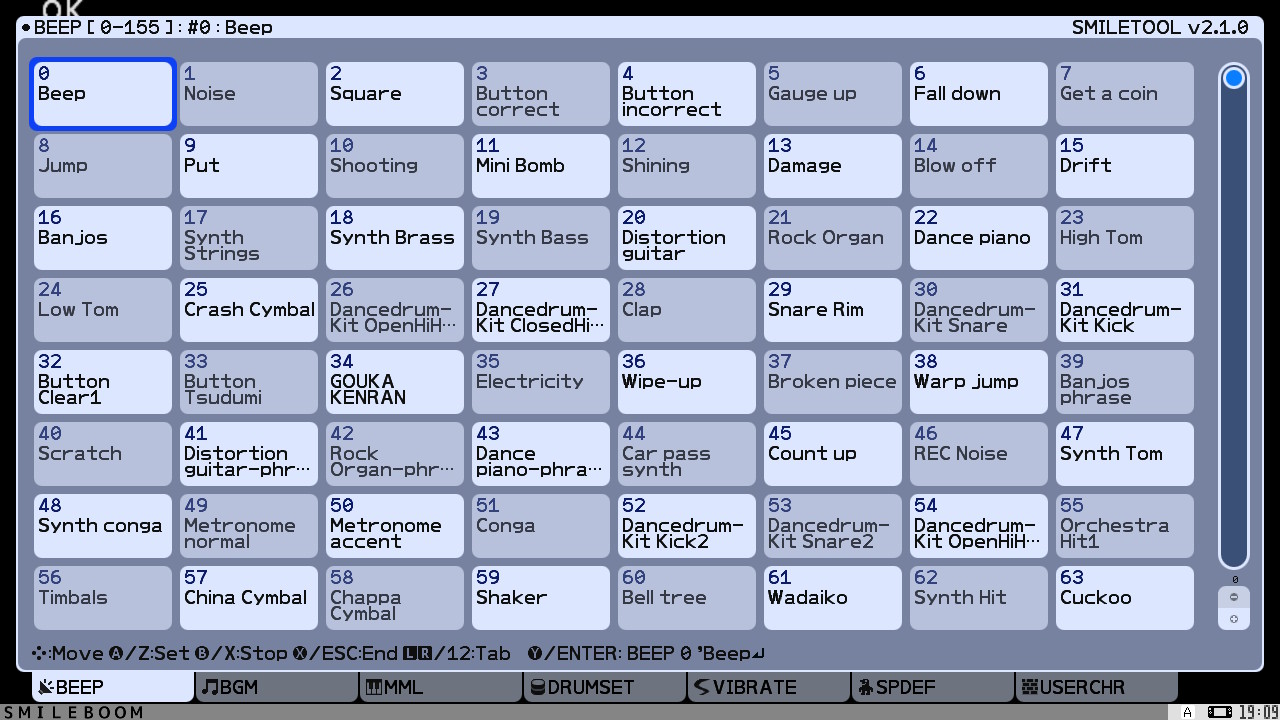 OK
BEEP[0-155]:#0:Beep SMILETOOL v2.1.0
0 1 2 3 4 5 6 7
Beep Noise Square Button correct Button incorrect Gauge up Fall down Get a coin
8 9 10 11 12 13 14 15
Jump Put Shooting Mini Bomb Shining Damage Blow off Drift
16 17 18 19 20 21 22 23
Banjos Synth Strings Synth Brass Synth Bass Distortion guitar Rock Organ Dance piano High Tom
24 25 26 27 28 29 30 31
Low Tom Crash Cymbal Dancedrum-Kit OpenHiH… Dancedrum-Kit ClosedHi… Clap Snare Rim Dancedrum-Kit Snare Dancedrum-Kit Kick
32 33 34 35 36 37 38 39
Button Clear1 Button Tsudumi GOUKA KENRAN Electricity Wipe-up Broken piece Warp jump Banjos phrase
40 41 42 43 44 45 46 47
Scratch Distortion guitar-phr… Rock Organ-phr… Dance piano-phra… Car pass synth Count up REC Noise Synth Tom
48 49 50 51 52 53 54 55
Synth conga Metronome normal Metronome accent Conga Dancedrum-Kit Kick2 Dancedrum-Kit Snare2 Dancedrum-Kit OpenHiH… Orchestra Hit1
56 57 58 59 60 61 62 63
Timbals China Cymbal Chappa Cymbal Shaker Bell tree Wadaiko Synth Hit Cuckoo
0
:Move A/Z:Set B/X:Stop X/ESC:End L R/12:Tab Y/ENTER: BEEP 0 'Beep↲
BEEP BGM MML DRUMSET VIBRATE SPDEF USERCHR
SMILEBOOM A 19:09